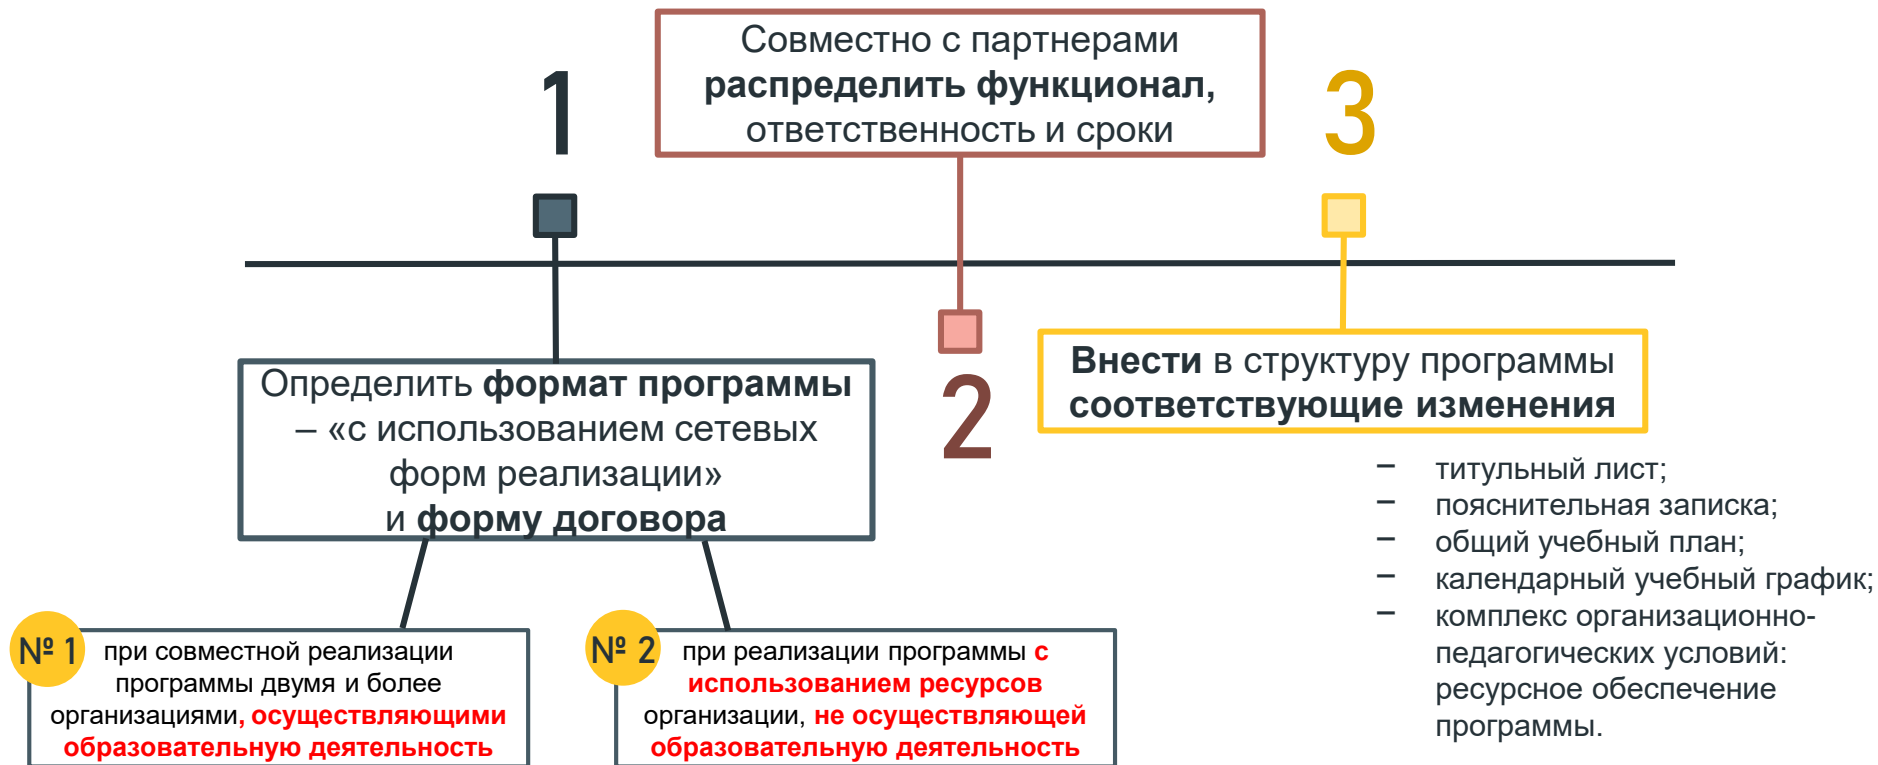 1
Определить формат программы
– «с использованием сетевых
форм реализации»
и форму договора
№ 1
при совместной реализации
программы двумя и более
организациями, осуществляющими
образовательную деятельность
№ 2
при реализации программы с
использованием ресурсов
организации, не осуществляющей
образовательную деятельность
Совместно с партнерами
распределить функционал,
ответственность и сроки
2
3
Внести в структуру программы
соответствующие изменения
– титульный лист;
– пояснительная записка;
– общий учебный план;
– календарный учебный график;
– комплекс организационно-
педагогических условий:
ресурсное обеспечение
программы.